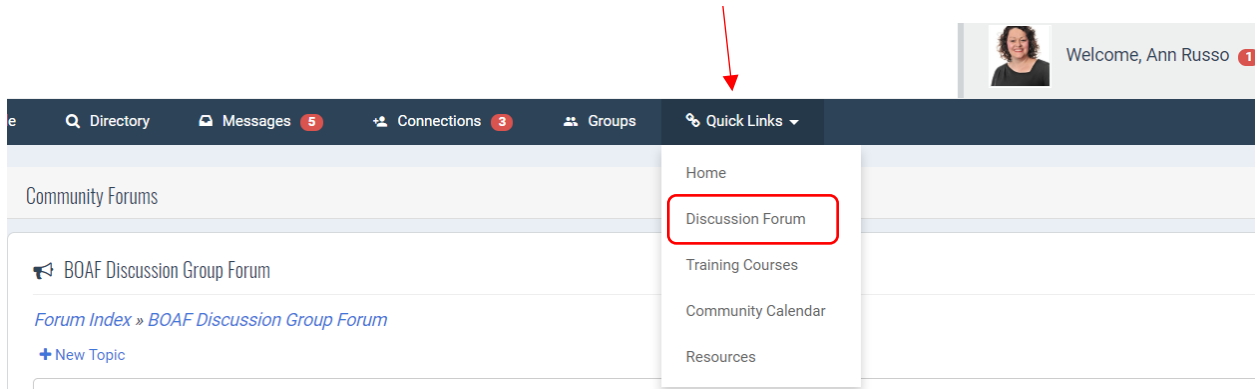 Welcome, Ann Russo 1
e Directory Messages 5 Connections 3 Groups Quick Links
Home
Community Forums
Discussion Forum
Training Courses
BOAF Discussion Group Forum
Community Calendar
Forum Index » BOAF Discussion Group Forum
+ New Topic
Resources